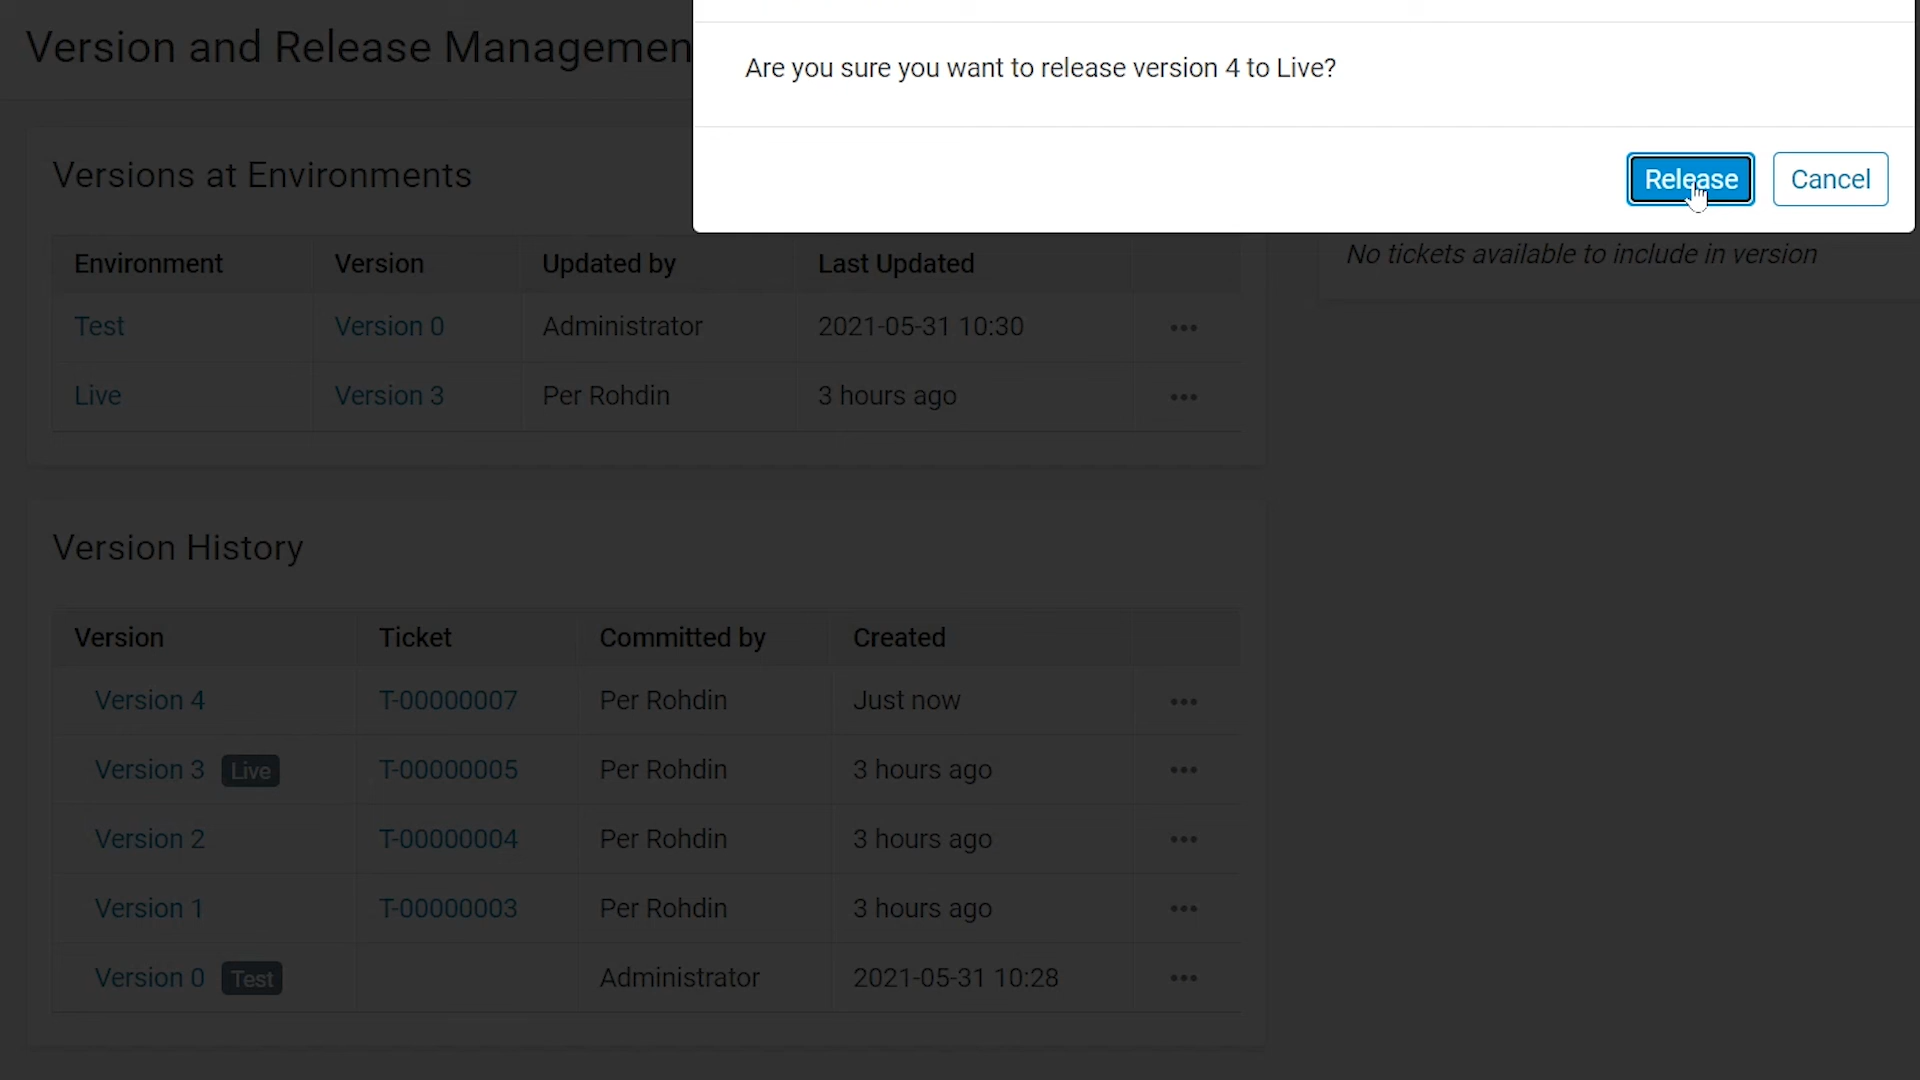 Version and Release Managemen
Are you sure you want to release version 4 to Live?
Release Cancel
Versions at Environments
No tickets available to include in version
Environment Version Updated by Last Updated
Test Version 0 Administrator 2021-05-31 10:30
Live Version 3 Per Rohdin 3 hours ago
Version History
Version Ticket Committed by Created
Version 4 T-00000007 Per Rohdin Just now
Version 3 Live T-00000005 Per Rohdin 3 hours ago
Version 2 T-00000004 Per Rohdin 3 hours ago
Version 1 T-00000003 Per Rohdin 3 hours ago
Version 0 Test Administrator 2021-05-31 10:28